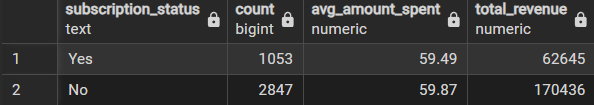 subscription_status count avg_amount_spent total_revenue
text bigint numeric numeric
1 Yes 1053 59.49 62645
2 No 2847 59.87 170436